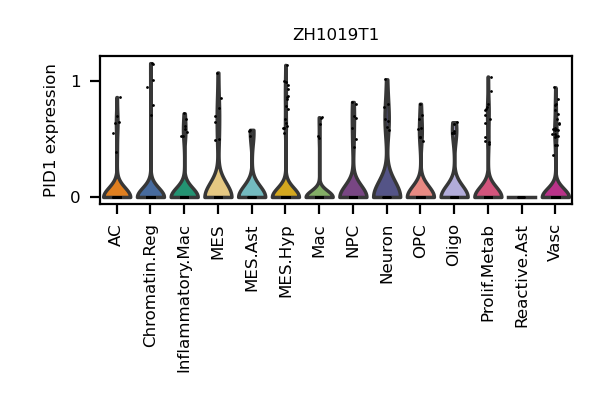 ZH1019T1
PID1 expression
1
0
AC
Chromatin.Reg
Inflammatory.Mac
MES
MES.Ast
MES.Hyp
Mac
NPC
Neuron
OPC
Oligo
Prolif.Metab
Reactive.Ast
Vasc